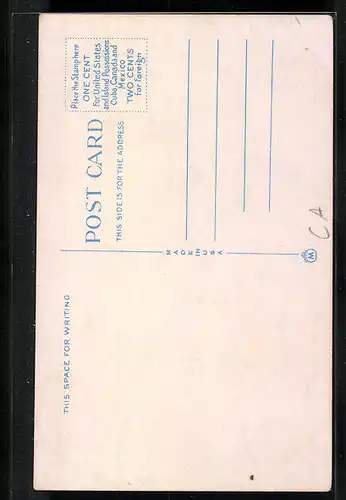 THIS SPACE FOR WRITING
POST CARD
THIS SIDE IS FOR THE ADDRESS
Place the Stamp here
ONE CENT
For United States
and Island Possessions
Cuba, Canada and
Mexico
TWO CENTS
For Foreign
MADE IN USA
M
CA